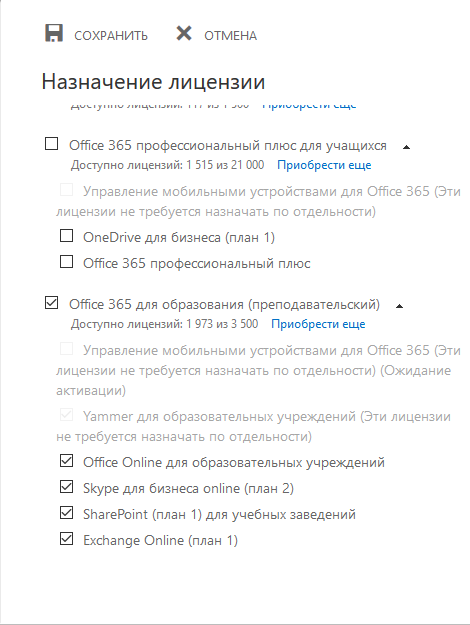 СОХРАНИТЬ ОТМЕНА
Назначение лицензии
Доступно лицензий: из Приобрести еще
Office 365 профессиональный плюс для учащихся
Доступно лицензий: 1 515 из 21 000 Приобрести еще
Управление мобильными устройствами для Office 365 (Эти
лицензии не требуется назначать по отдельности)
OneDrive для бизнеса (план 1)
Office 365 профессиональный плюс
Office 365 для образования (преподавательский)
Доступно лицензий: 1 973 из 3 500 Приобрести еще
Управление мобильными устройствами для Office 365 (Эти
лицензии не требуется назначать по отдельности) (Ожидание
активации)
Yammer для образовательных учреждений (Эти лицензии
не требуется назначать по отдельности)
Office Online для образовательных учреждений
Skype для бизнеса online (план 2)
SharePoint (план 1) для учебных заведений
Exchange Online (план 1)